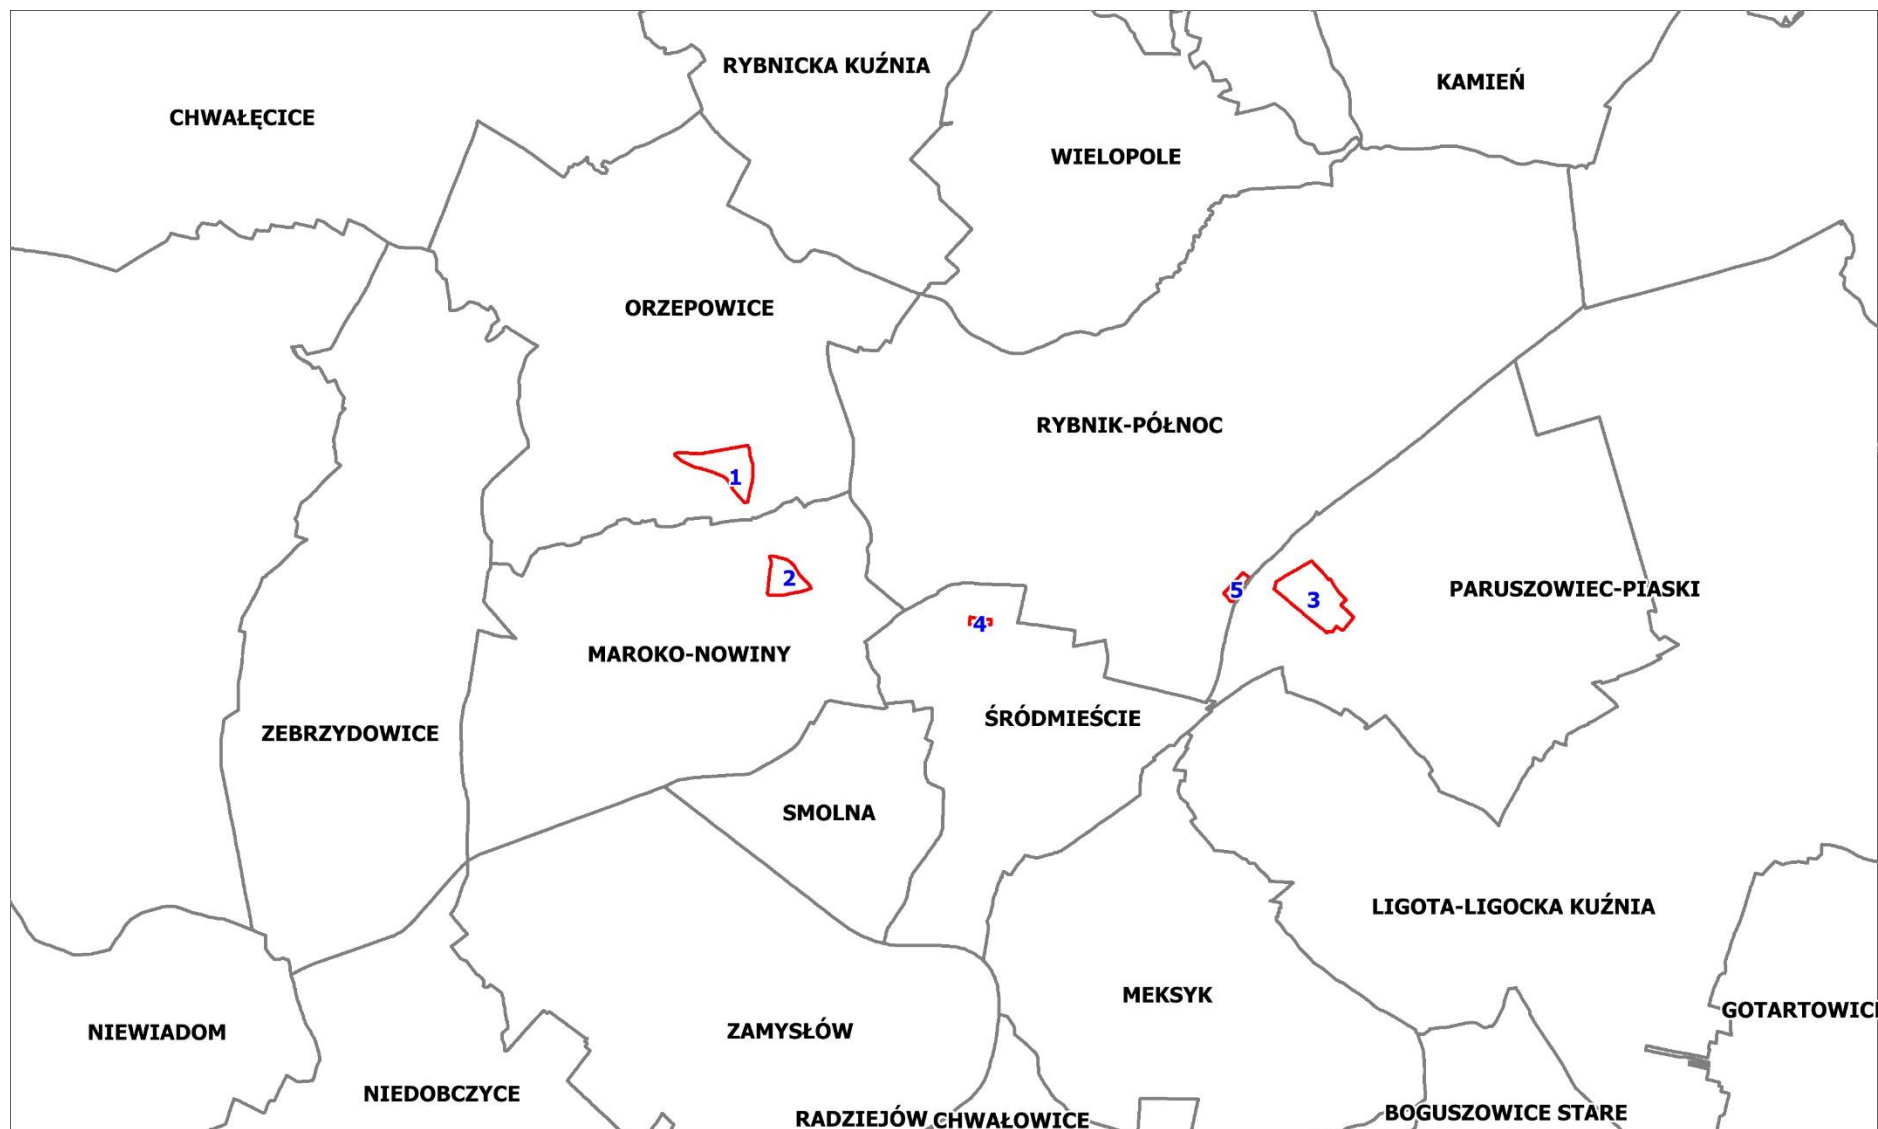 RYBNICKA KUŹNIA
KAMIEŃ
CHWAŁĘCICE
WIELOPOLE
ORZEPOWICE
RYBNIK-PÓŁNOC
1
2
5
3
PARUSZOWIEC-PIASKI
4
MAROKO-NOWINY
ŚRÓDMIEŚCIE
ZEBRZYDOWICE
SMOLNA
LIGOTA-LIGOCKA KUŹNIA
MEKSYK
GOTARTOWICE
NIEWIADOM
ZAMYSŁÓW
NIEDOBCZYCE
RADZIEJÓW
CHWAŁOWICE
BOGUSZOWICE STARE